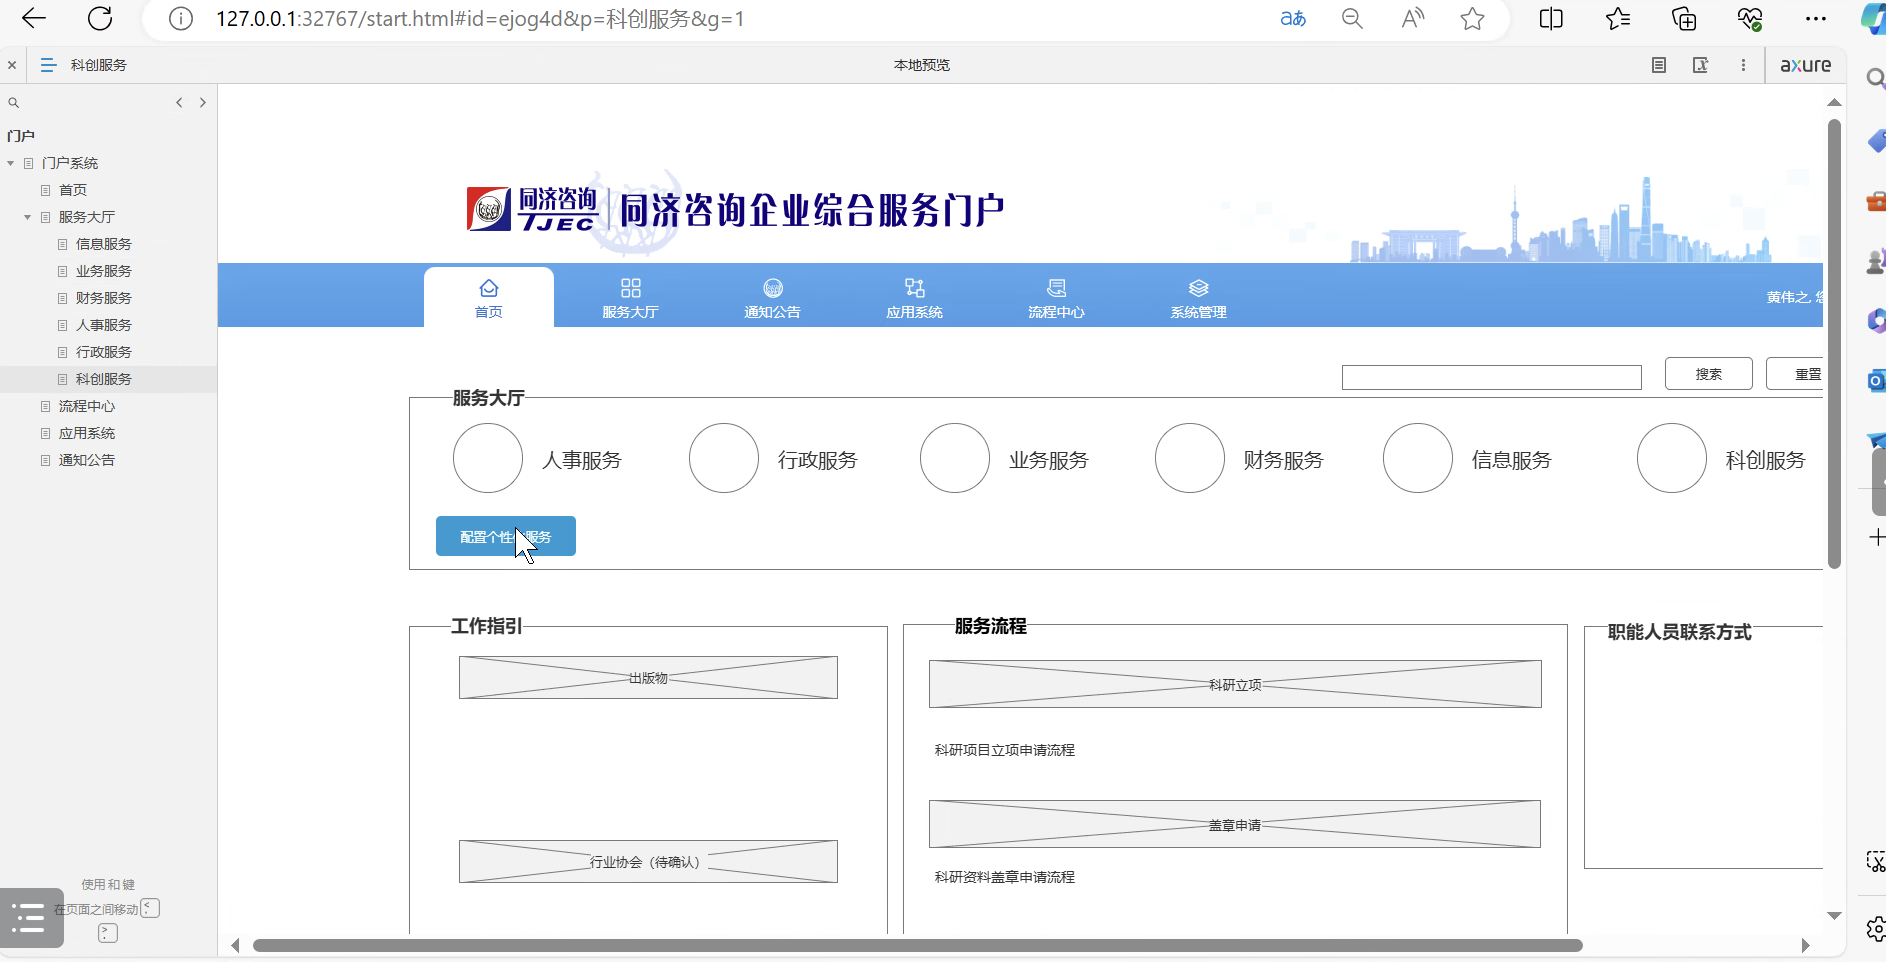 127.0.0.1:32767/start.html#id=ejog4d&p=科创服务&g=1
aあ
科创服务
本地预览
axure
门户
门户系统
首页
服务大厅
信息服务
业务服务
财务服务
人事服务
行政服务
科创服务
流程中心
应用系统
通知公告
使用 和 键
在页面之间移动
同济咨询
TJEC
同济咨询企业综合服务门户
首页
服务大厅
通知公告
应用系统
流程中心
系统管理
黄伟之,
搜索
重置
服务大厅
人事服务
行政服务
业务服务
财务服务
信息服务
科创服务
配置个性 服务
工作指引
出版物
行业协会（待确认）
服务流程
科研立项
科研项目立项申请流程
盖章申请
科研资料盖章申请流程
职能人员联系方式